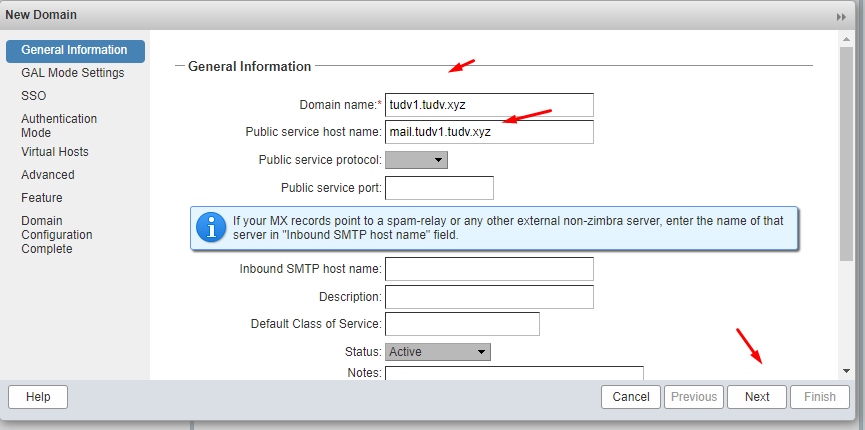 New Domain
General Information
GAL Mode Settings
SSO
Authentication
Mode
Virtual Hosts
Advanced
Feature
Domain
Configuration
Complete
General Information
Domain name:* tudv1.tudv.xyz
Public service host name: mail.tudv1.tudv.xyz
Public service protocol:
Public service port:
If your MX records point to a spam-relay or any other external non-zimbra server, enter the name of that
server in "Inbound SMTP host name" field.
Inbound SMTP host name:
Description:
Default Class of Service:
Status: Active
Notes:
Help Cancel Previous Next Finish